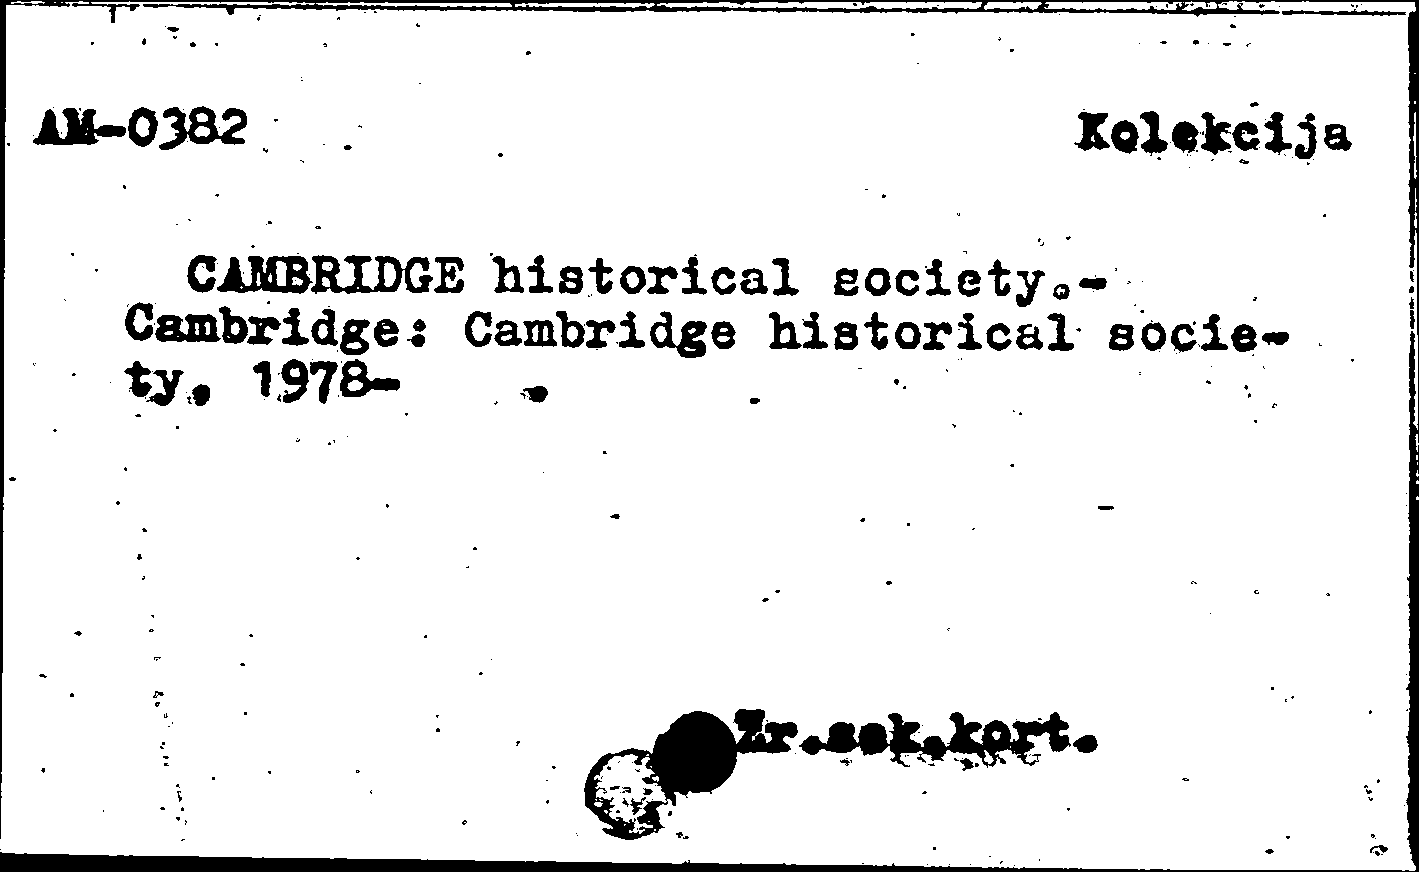 AM-0382
Kolekcija
CAMBRIDGE historical society.-
Cambridge: Cambridge historical socie-
ty, 1978-
Zr.sek.kort.